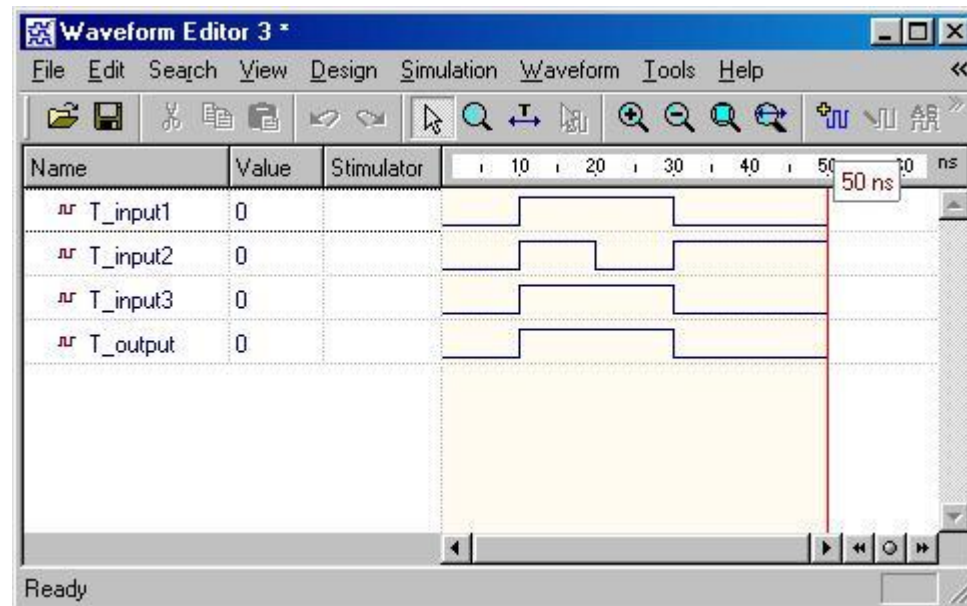 Waveform Editor 3 *
File Edit Search View Design Simulation Waveform Tools Help
Name Value Stimulator 10 20 30 40 50 60 ns
50 ns
T_input1 0
T_input2 0
T_input3 0
T_output 0
Ready